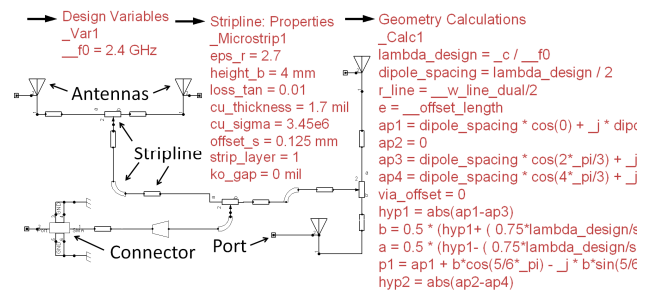 Design Variables
_Var1
__f0 = 2.4 GHz
Stripline: Properties
_Microstrip1
eps_r = 2.7
height_b = 4 mm
loss_tan = 0.01
cu_thickness = 1.7 mil
cu_sigma = 3.45e6
offset_s = 0.125 mm
strip_layer = 1
ko_gap = 0 mil
Geometry Calculations
_Calc1
lambda_design = _c / __f0
dipole_spacing = lambda_design / 2
r_line = __w_line_dual/2
e = __offset_length
ap1 = dipole_spacing * cos(0) + _j * dipo
ap2 = 0
ap3 = dipole_spacing * cos(2*_pi/3) + _j
ap4 = dipole_spacing * cos(4*_pi/3) + _j
via_offset = 0
hyp1 = abs(ap1-ap3)
b = 0.5 * (hyp1+ ( 0.75*lambda_design/s
a = 0.5 * (hyp1- ( 0.75*lambda_design/s
p1 = ap1 + b*cos(5/6*_pi) - _j * b*sin(5/6
hyp2 = abs(ap2-ap4)
Antennas
Stripline
Connector
Port